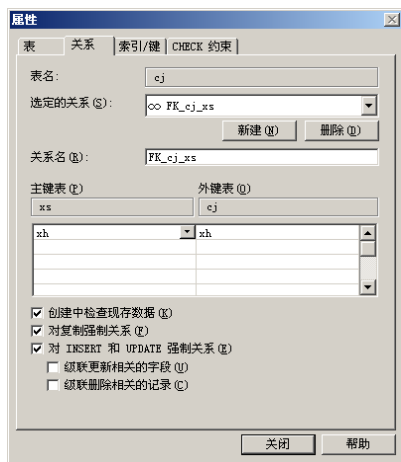 属性
表 关系 索引/键 CHECK 约束
表名: cj
选定的关系(S): FK_cj_xs
新建(N) 删除(D)
关系名(R): FK_cj_xs
主键表(P) 外键表(O)
xs cj
xh xh
创建中检查现存数据(K)
对复制强制关系(F)
对 INSERT 和 UPDATE 强制关系(E)
级联更新相关的字段(U)
级联删除相关的记录(C)
关闭 帮助